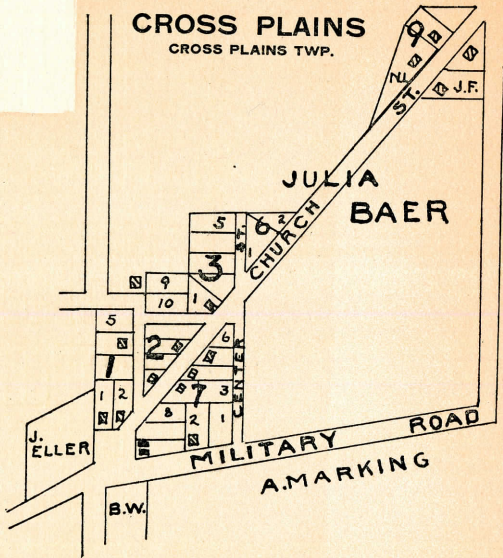 CROSS PLAINS
CROSS PLAINS TWP.
9
N.L.
ST.
J.F.
JULIA
BAER
CHURCH
5
ST.
6
2
1
3
9
10
1
5
1
1
2
2
6
7
3
8
2
1
CENTER
J.
ELLER
MILITARY
ROAD
A. MARKING
B.W.